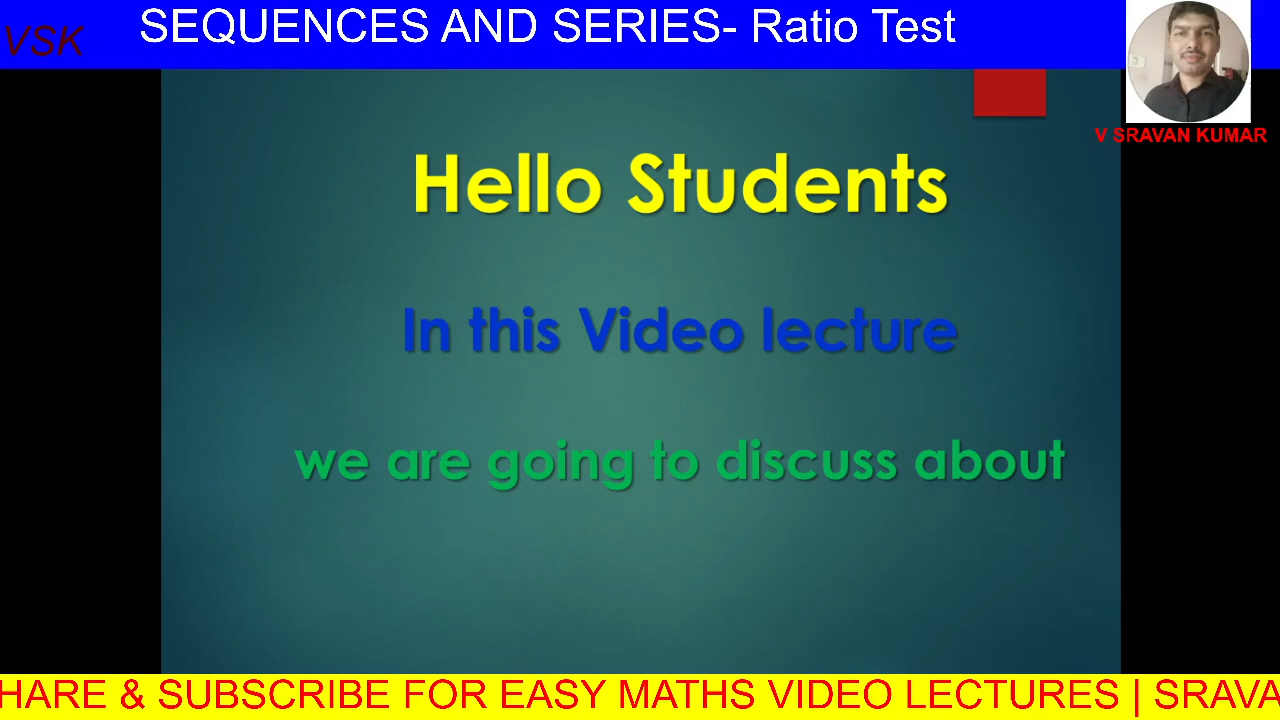 VSK
SEQUENCES AND SERIES- Ratio Test
V SRAVAN KUMAR
Hello Students
In this Video lecture
we are going to discuss about
HARE & SUBSCRIBE FOR EASY MATHS VIDEO LECTURES | SRAVA